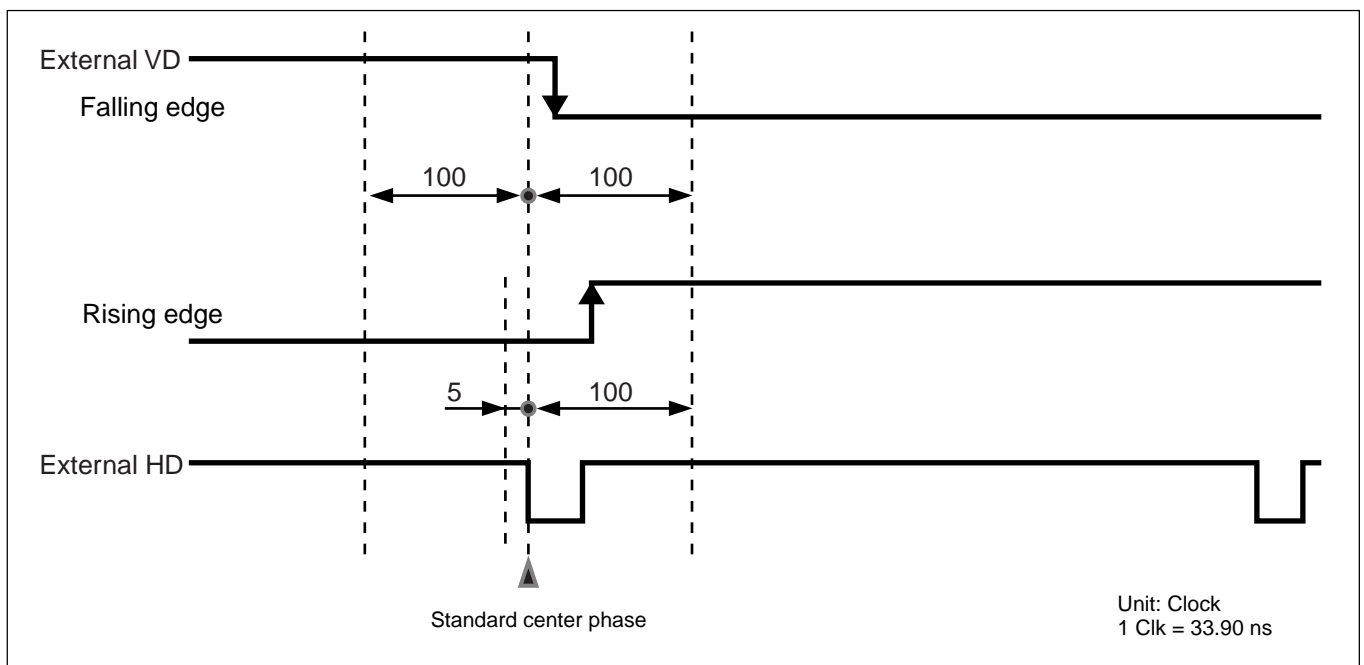 External VD
Falling edge
100 100
Rising edge
5 100
External HD
Standard center phase
Unit: Clock
1 Clk = 33.90 ns